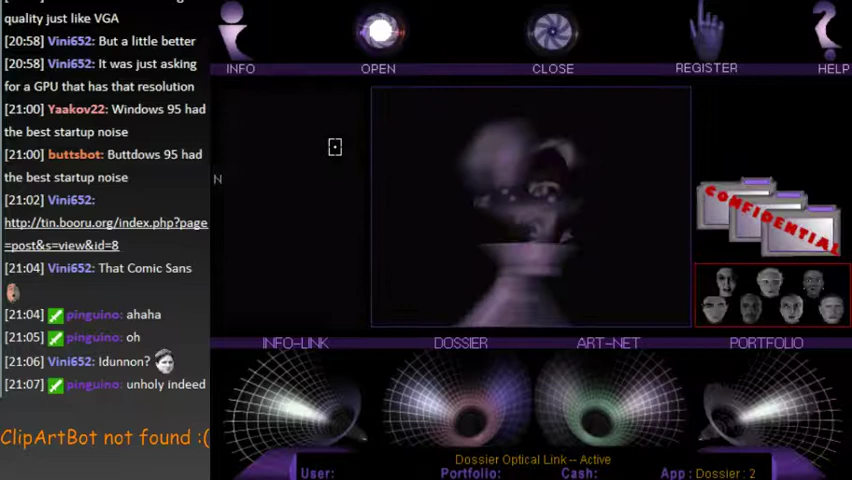 quality just like VGA
[20:58] Vini652: But a little better
[20:58] Vini652: It was just asking
for a GPU that has that resolution
[21:00] Yaakov22: Windows 95 had
the best startup noise
[21:00] buttsbot: Buttdows 95 had
the best startup noise
[21:02] Vini652:
http://tin.booru.org/index.php?page
=post&s=view&id=8
[21:04] Vini652: That Comic Sans
[21:04] pinguino: ahaha
[21:05] pinguino: oh
[21:06] Vini652: Idunnon?
[21:07] pinguino: unholy indeed
ClipArtBot not found :(
INFO OPEN CLOSE REGISTER HELP
N
CONFIDENTIAL
INFO-LINK DOSSIER ART-NET PORTFOLIO
Dossier Optical Link -- Active
User: Portfolio: Cash: App : Dossier : 2